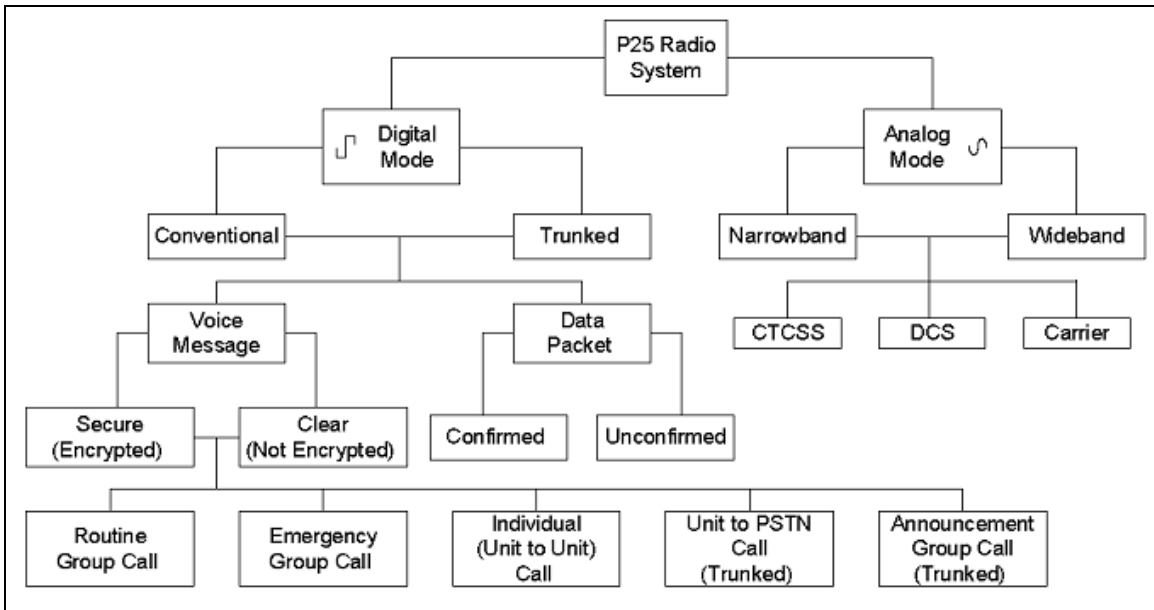 P25 Radio
System
Digital
Mode
Analog
Mode
Conventional
Trunked
Narrowband
Wideband
Voice
Message
Data
Packet
CTCSS
DCS
Carrier
Secure
(Encrypted)
Clear
(Not Encrypted)
Confirmed
Unconfirmed
Routine
Group Call
Emergency
Group Call
Individual
(Unit to Unit)
Call
Unit to PSTN
Call
(Trunked)
Announcement
Group Call
(Trunked)